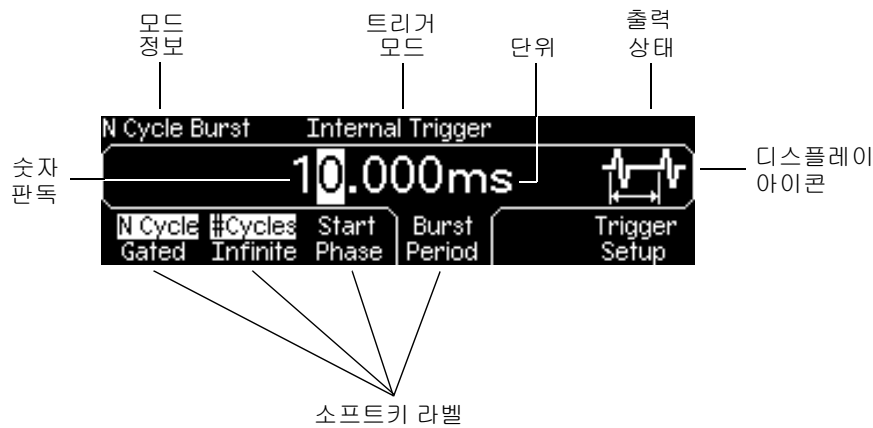 모드
정보
트리거
모드
단위
출력
상태
N Cycle Burst Internal Trigger
숫자
판독
10.000ms
디스플레이
아이콘
N Cycle #Cycles Start Burst Trigger
Gated Infinite Phase Period Setup
소프트키 라벨